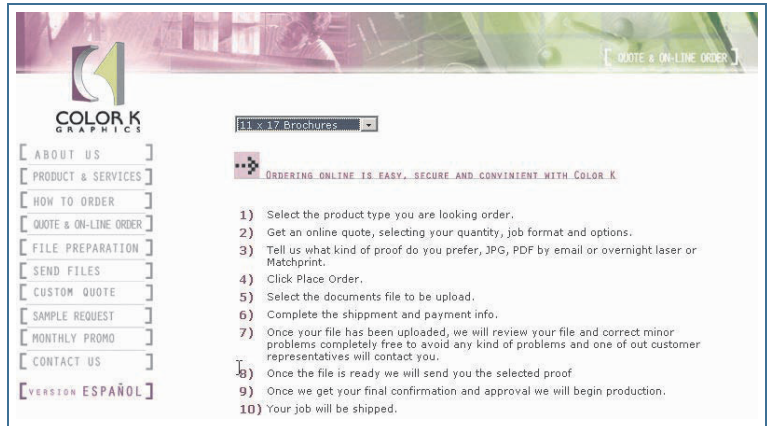 [ QUOTE & ON-LINE ORDER ]
COLOR K
GRAPHICS
11 x 17 Brochures
[ ABOUT US ]
[ PRODUCT & SERVICES ]
[ HOW TO ORDER ]
[ QUOTE & ON-LINE ORDER ]
[ FILE PREPARATION ]
[ SEND FILES ]
[ CUSTOM QUOTE ]
[ SAMPLE REQUEST ]
[ MONTHLY PROMO ]
[ CONTACT US ]
[ VERSION ESPAÑOL ]
ORDERING ONLINE IS EASY, SECURE AND CONVINIENT WITH COLOR K
1) Select the product type you are looking order.
2) Get an online quote, selecting your quantity, job format and options.
3) Tell us what kind of proof do you prefer, JPG, PDF by email or overnight laser or
Matchprint.
4) Click Place Order.
5) Select the documents file to be upload.
6) Complete the shippment and payment info.
7) Once your file has been uploaded, we will review your file and correct minor
problems completely free to avoid any kind of problems and one of out customer
representatives will contact you.
8) Once the file is ready we will send you the selected proof
9) Once we get your final confirmation and approval we will begin production.
10) Your job will be shipped.